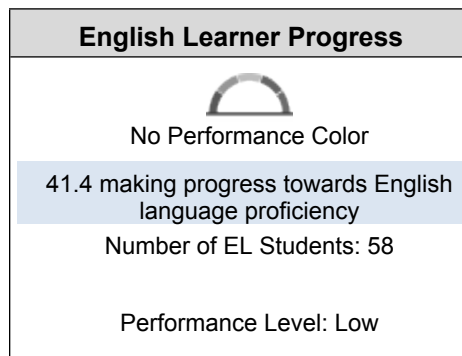 English Learner Progress
No Performance Color
41.4 making progress towards English
language proficiency
Number of EL Students: 58
Performance Level: Low